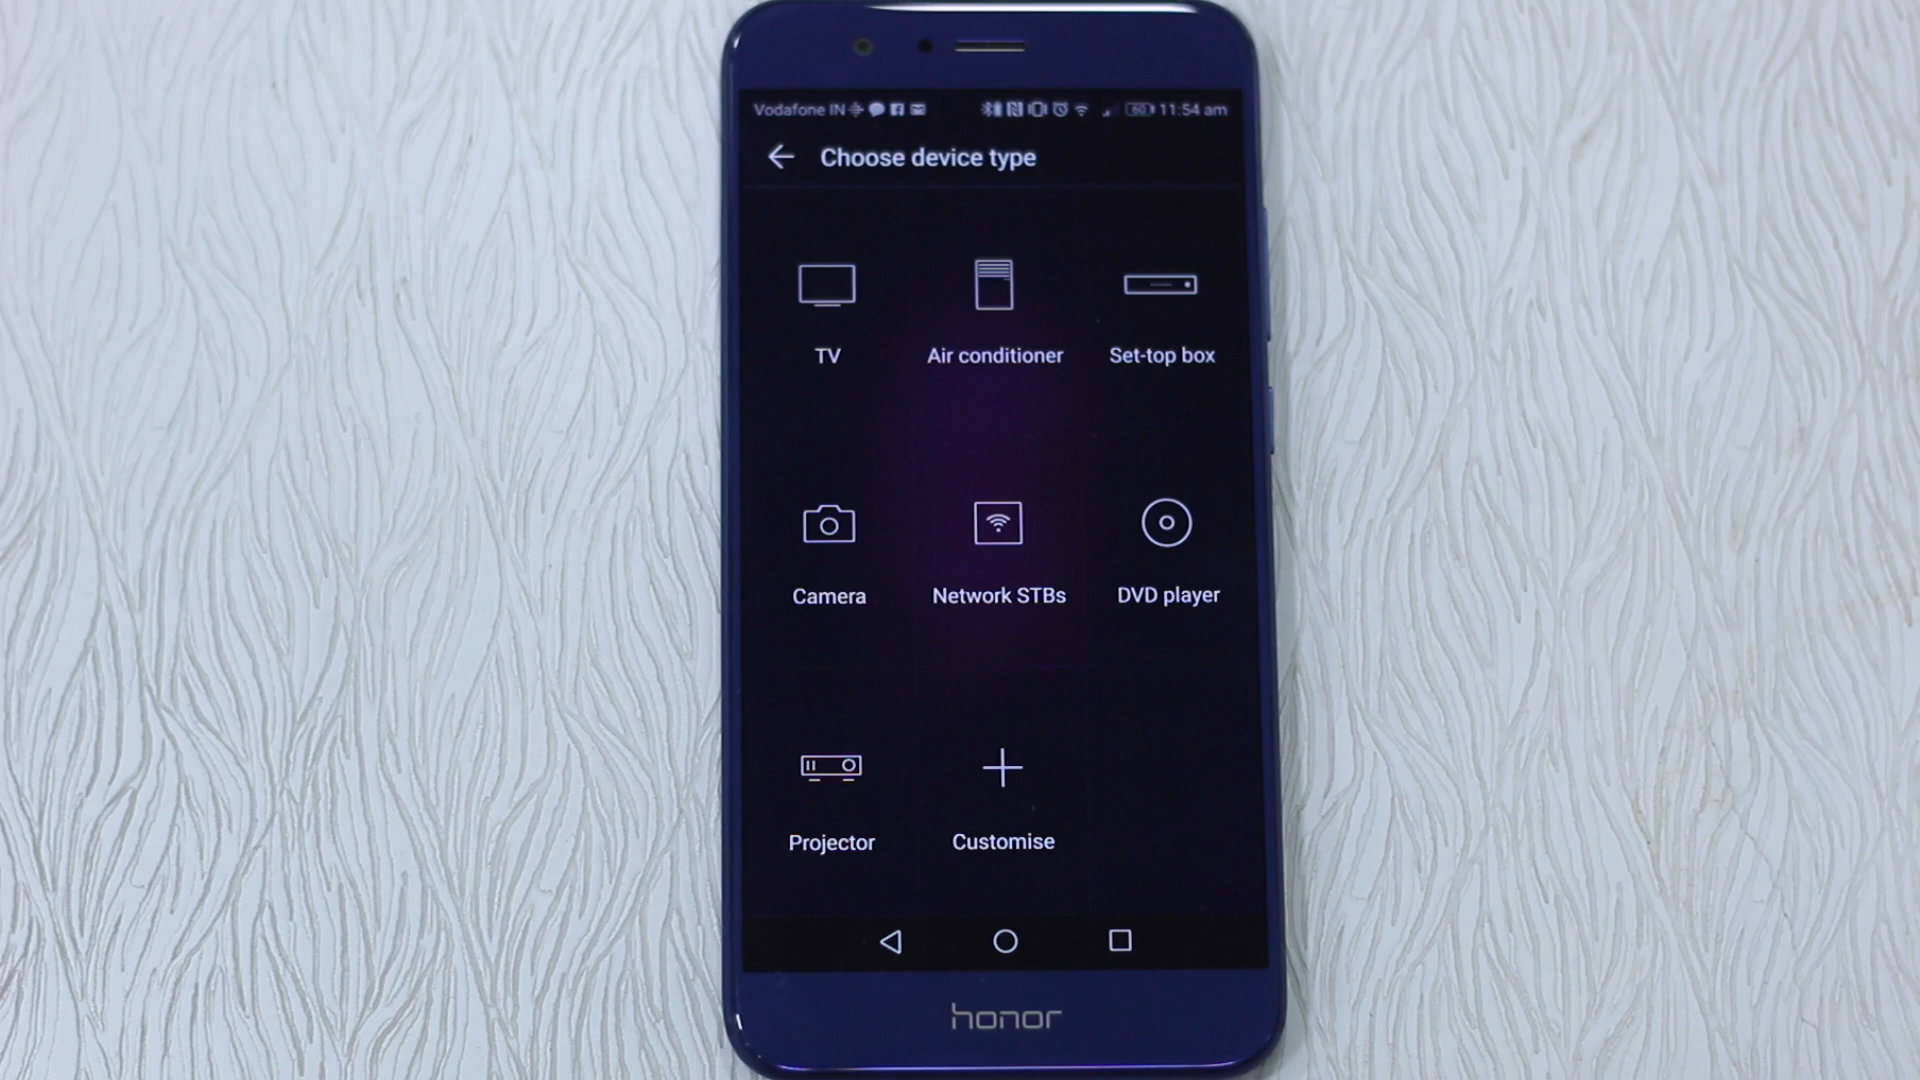 Vodafone IN 60 11:54 am
Choose device type
TV Air conditioner Set-top box
Camera Network STBs DVD player
Projector Customise
honor